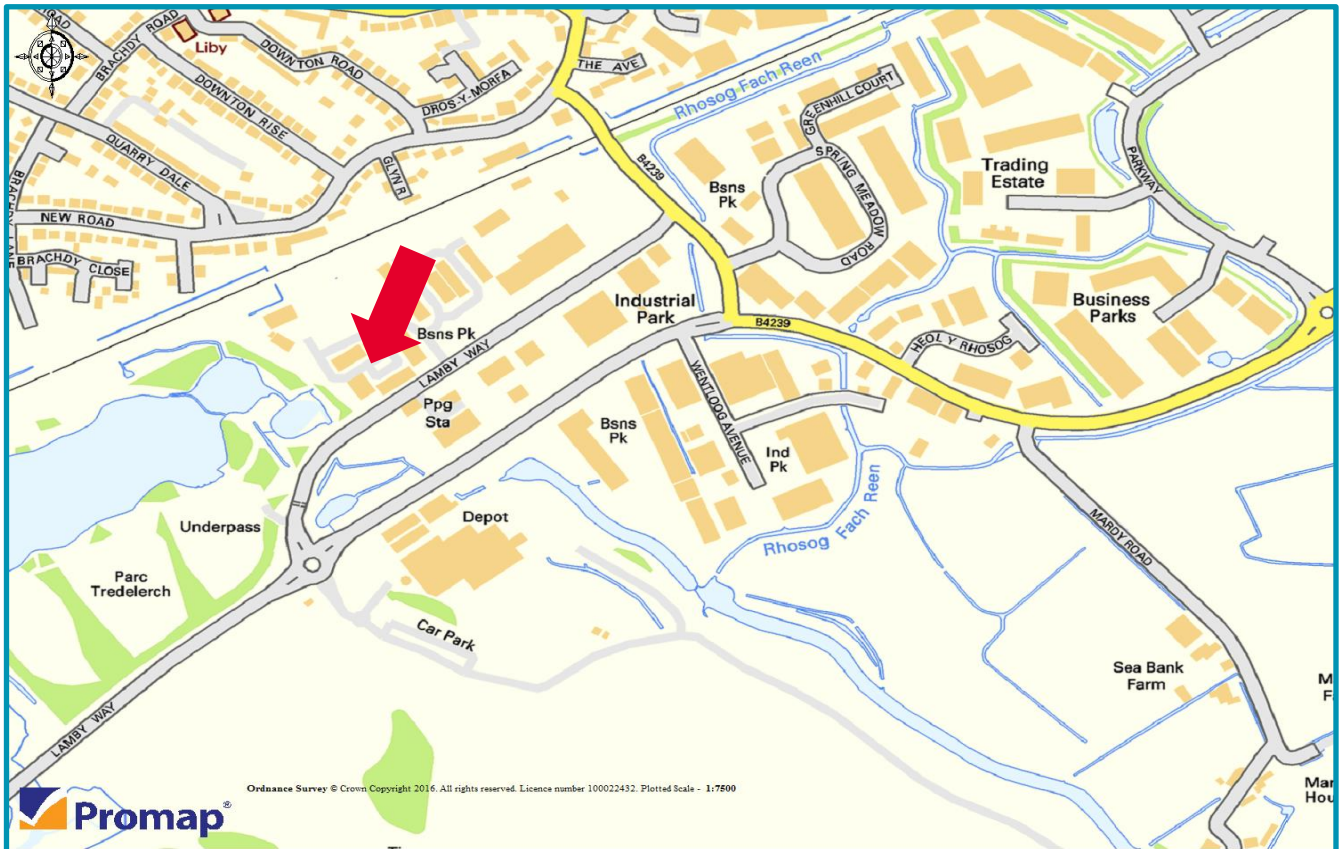 ROAD
BRACHDY ROAD
Liby
DOWNTON ROAD
DOWNTON RISE
DROS-Y-MORFA
THE AVE
Rhosog Fach Reen
GREENHILL COURT
QUARRY DALE
GLYN R
B4239
Bsns
Pk
SPRING MEADOW ROAD
Trading
Estate
PARKWAY
NEW ROAD
BRACHDY LANE
BRACHDY CLOSE
Industrial
Park
Bsns Pk
LAMBY WAY
B4239
HEOL Y RHOSOG
Business
Parks
Ppg
Sta
Bsns
Pk
WENTLOOG AVENUE
Ind
Pk
Underpass
Depot
Rhosog Fach Reen
MARDY ROAD
Parc
Tredelerch
Car Park
Sea Bank
Farm
LAMBY WAY
Ordnance Survey © Crown Copyright 2016. All rights reserved. Licence number 100022432. Plotted Scale - 1:7500
Promap®